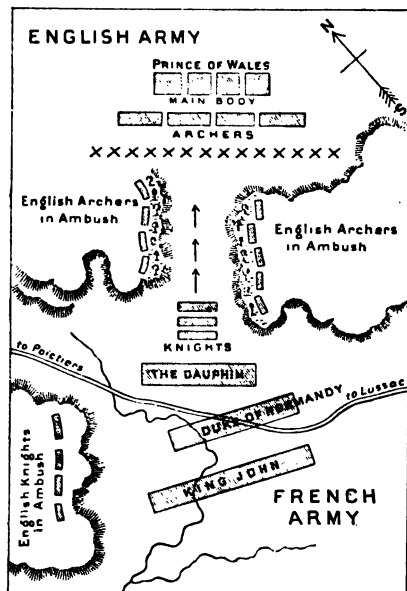 ENGLISH ARMY
N
S
PRINCE OF WALES
MAIN BODY
ARCHERS
English Archers
in Ambush
English Archers
in Ambush
KNIGHTS
THE DAUPHIN
to Poictiers
to Lussac
DUKE OF NORMANDY
KING JOHN
English Knights
in Ambush
FRENCH
ARMY